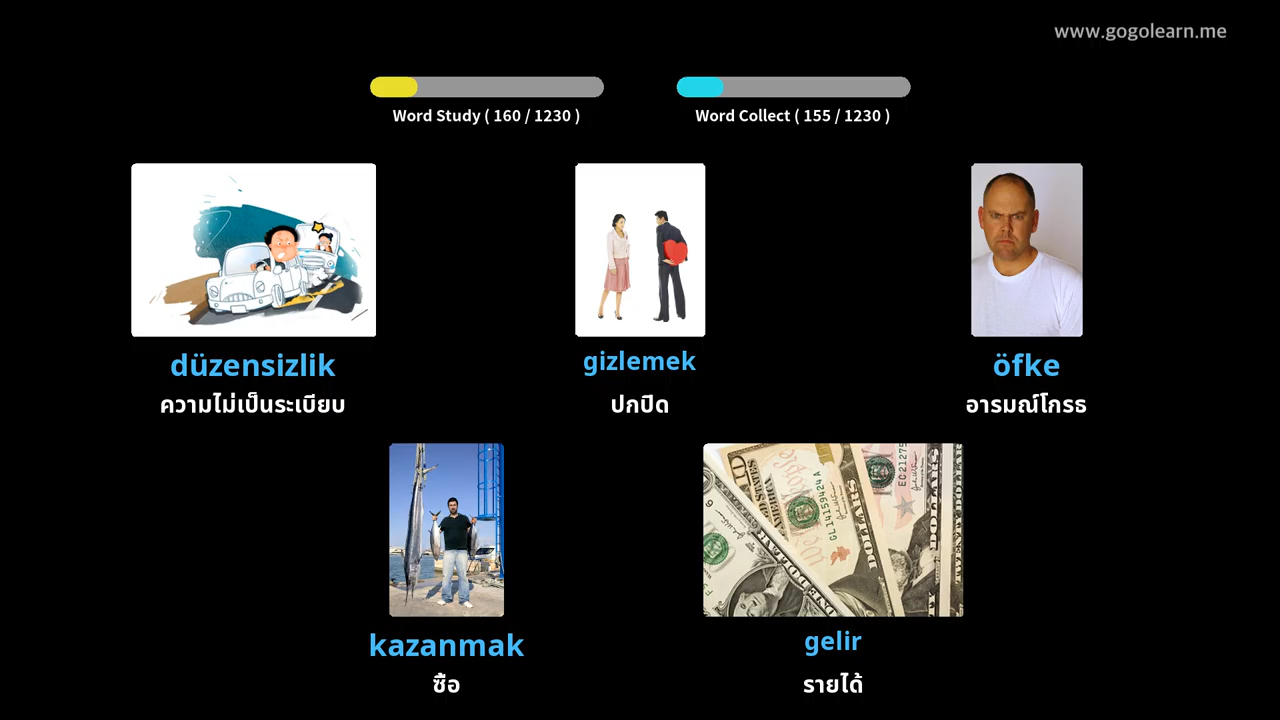 www.gogolearn.me
Word Study ( 160 / 1230 )
Word Collect ( 155 / 1230 )
düzensizlik
gizlemek
öfke
ความไม่เป็นระเบียบ
ปกปิด
อารมณ์โกรธ
kazanmak
gelir
ซื้อ
รายได้